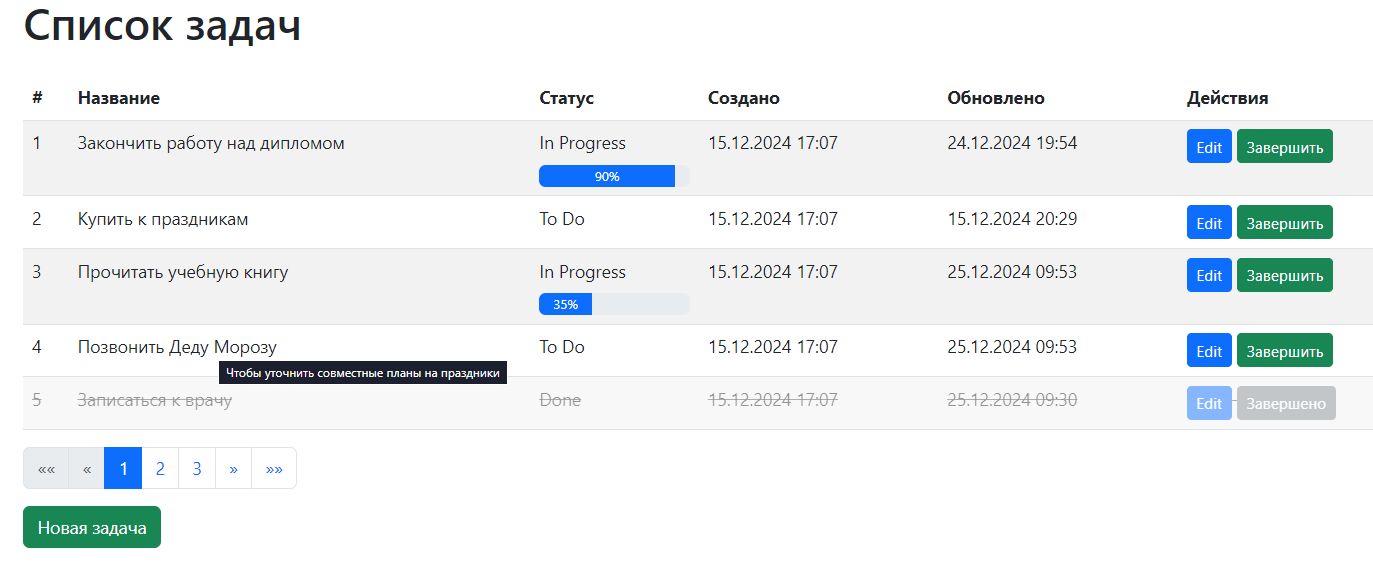 Список задач
# Название Статус Создано Обновлено Действия
1 Закончить работу над дипломом In Progress 15.12.2024 17:07 24.12.2024 19:54 Edit Завершить
90%
2 Купить к праздникам To Do 15.12.2024 17:07 15.12.2024 20:29 Edit Завершить
3 Прочитать учебную книгу In Progress 15.12.2024 17:07 25.12.2024 09:53 Edit Завершить
35%
4 Позвонить Деду Морозу To Do 15.12.2024 17:07 25.12.2024 09:53 Edit Завершить
Чтобы уточнить совместные планы на праздники
5 Записаться к врачу Done 15.12.2024 17:07 25.12.2024 09:30 Edit Завершено
«« « 1 2 3 » »»
Новая задача